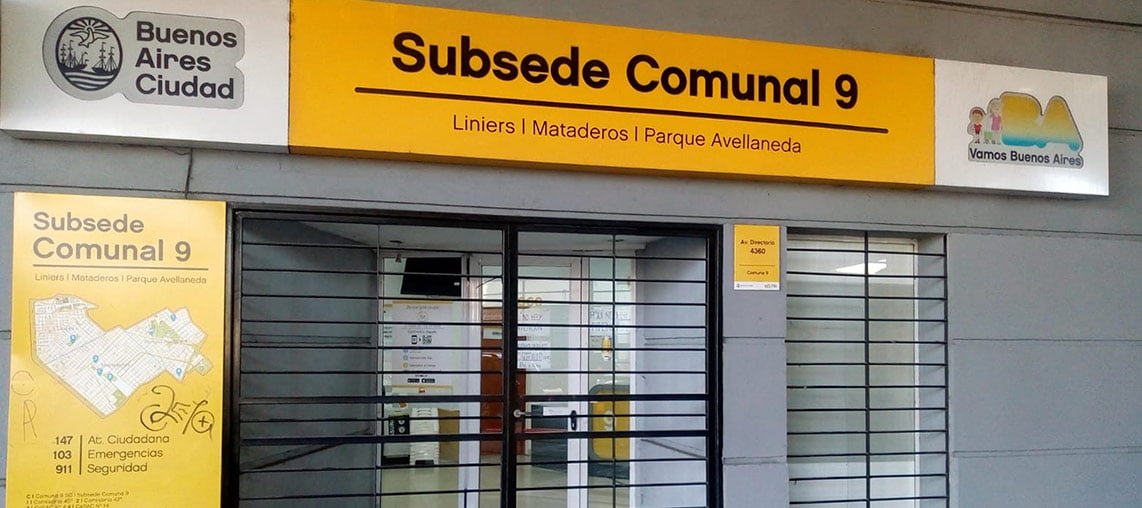 Buenos
Aires
Ciudad
Subsede Comunal 9
Liniers | Mataderos | Parque Avellaneda
BA
Vamos Buenos Aires
Subsede
Comunal 9
Liniers | Mataderos | Parque Avellaneda
147 | At. Ciudadana
103 | Emergencias
911 | Seguridad
Av. Directorio
4360
Comuna 9